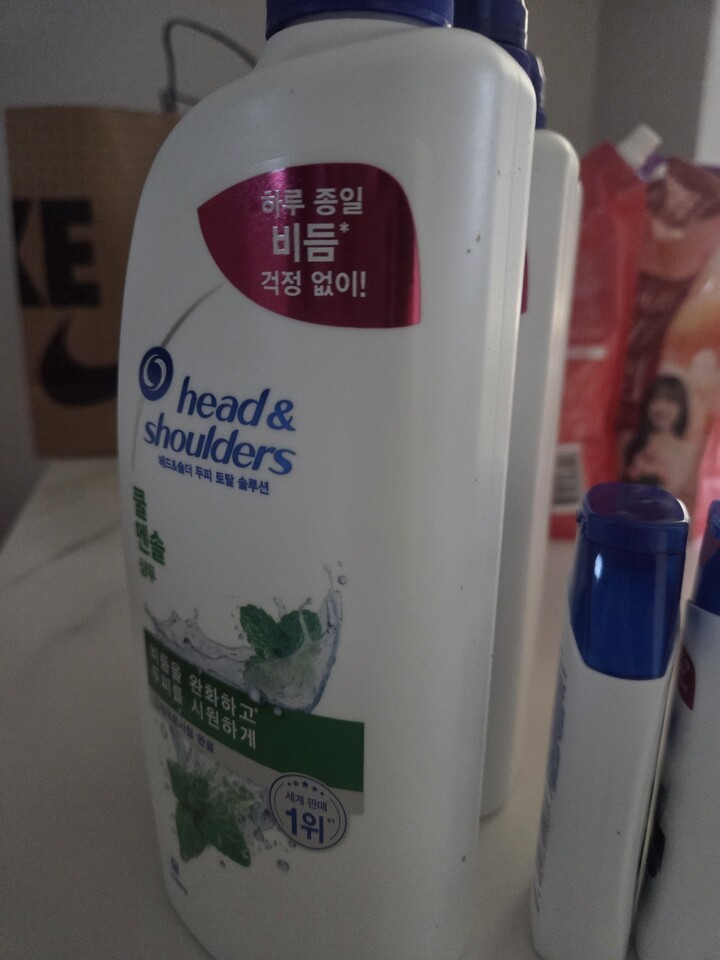 하루 종일
비듬*
걱정 없이!
head &
shoulders
헤드&숄더 두피 토탈 솔루션
쿨
멘솔
샴푸
비듬을 완화하고*
두피를 시원하게
세계 판매
1위*¹
KE